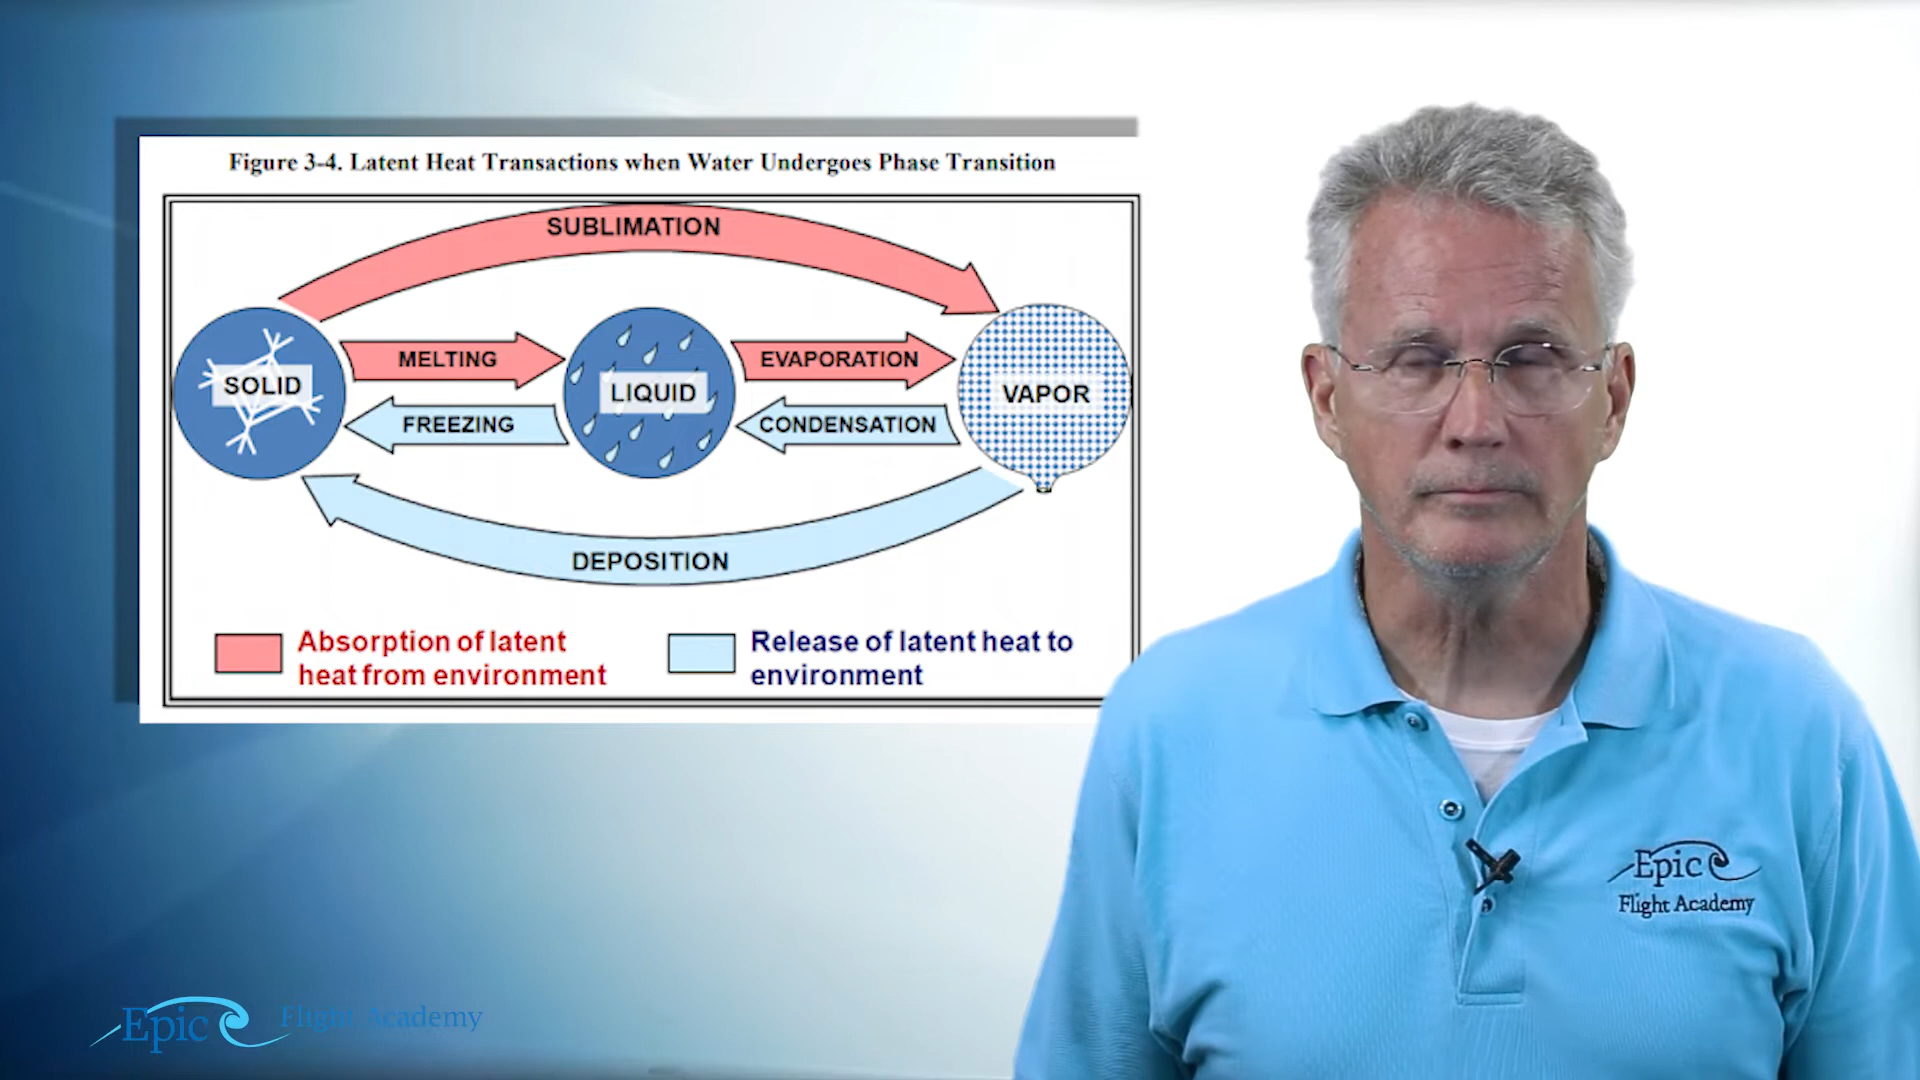 Figure 3-4. Latent Heat Transactions when Water Undergoes Phase Transition
SUBLIMATION
MELTING
EVAPORATION
SOLID
LIQUID
VAPOR
FREEZING
CONDENSATION
DEPOSITION
Absorption of latent
heat from environment
Release of latent heat to
environment
Epic
Flight Academy
Epic Flight Academy